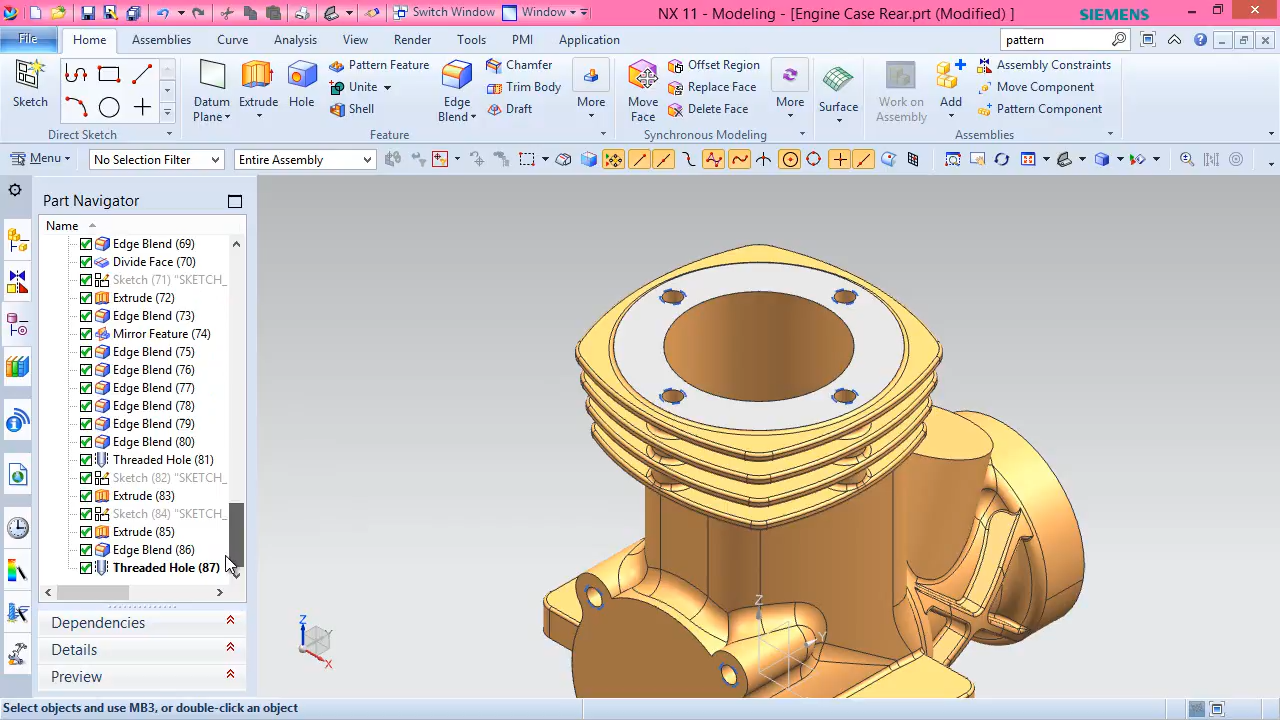 Switch Window
Window
NX 11 - Modeling - [Engine Case Rear.prt (Modified) ]
SIEMENS
File
Home
Assemblies
Curve
Analysis
View
Render
Tools
PMI
Application
pattern
Sketch
Direct Sketch
Datum
Plane
Extrude
Hole
Pattern Feature
Unite
Shell
Edge
Blend
Chamfer
Trim Body
Draft
More
Feature
Move
Face
Offset Region
Replace Face
Delete Face
More
Synchronous Modeling
Surface
Work on
Assembly
Add
Assembly Constraints
Move Component
Pattern Component
Assemblies
Menu
No Selection Filter
Entire Assembly
Part Navigator
Name
Edge Blend (69)
Divide Face (70)
Sketch (71) "SKETCH_
Extrude (72)
Edge Blend (73)
Mirror Feature (74)
Edge Blend (75)
Edge Blend (76)
Edge Blend (77)
Edge Blend (78)
Edge Blend (79)
Edge Blend (80)
Threaded Hole (81)
Sketch (82) "SKETCH_
Extrude (83)
Sketch (84) "SKETCH_
Extrude (85)
Edge Blend (86)
Threaded Hole (87)
Dependencies
Details
Preview
Z
Y
X
Z
Y
Select objects and use MB3, or double-click an object